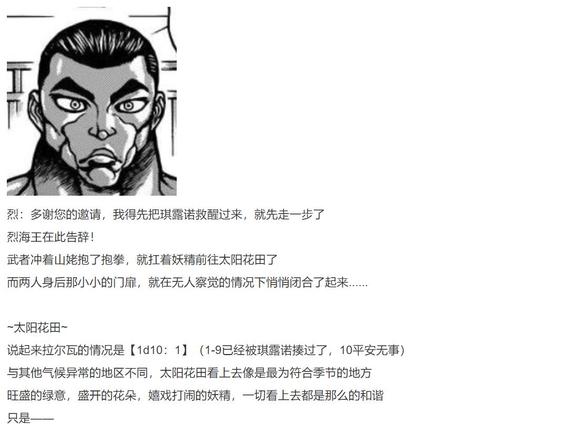 烈：多谢您的邀请，我得先把琪露诺救醒过来，就先走一步了
烈海王在此告辞！
武者冲着山姥抱了抱拳，就扛着妖精前往太阳花田了
而两人身后那小小的门扉，就在无人察觉的情况下悄悄闭合了起来......
~太阳花田~
说起来拉尔瓦的情况是【1d10：1】（1-9已经被琪露诺揍过了，10平安无事）
与其他气候异常的地区不同，太阳花田看上去像是最为符合季节的地方
旺盛的绿意，盛开的花朵，嬉戏打闹的妖精，一切看上去都是那么的和谐
只是——